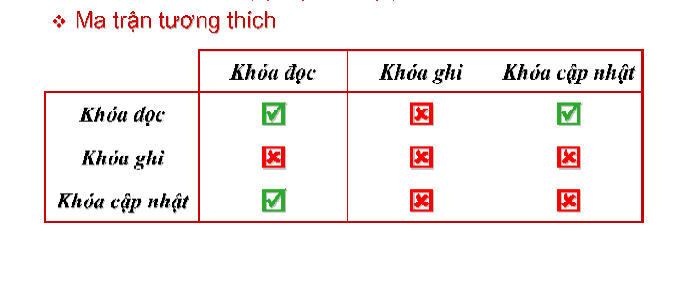 ❖ Ma trận tương thích
Khóa đọc Khóa ghi Khóa cập nhật
Khóa đọc ☑ ☒ ☑
Khóa ghi ☒ ☒ ☒
Khóa cập nhật ☑ ☒ ☒